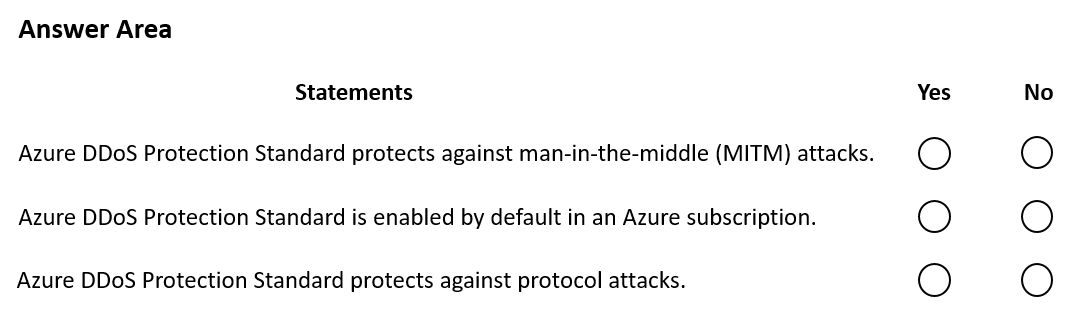 Answer Area
Statements Yes No
Azure DDoS Protection Standard protects against man-in-the-middle (MITM) attacks.
Azure DDoS Protection Standard is enabled by default in an Azure subscription.
Azure DDoS Protection Standard protects against protocol attacks.